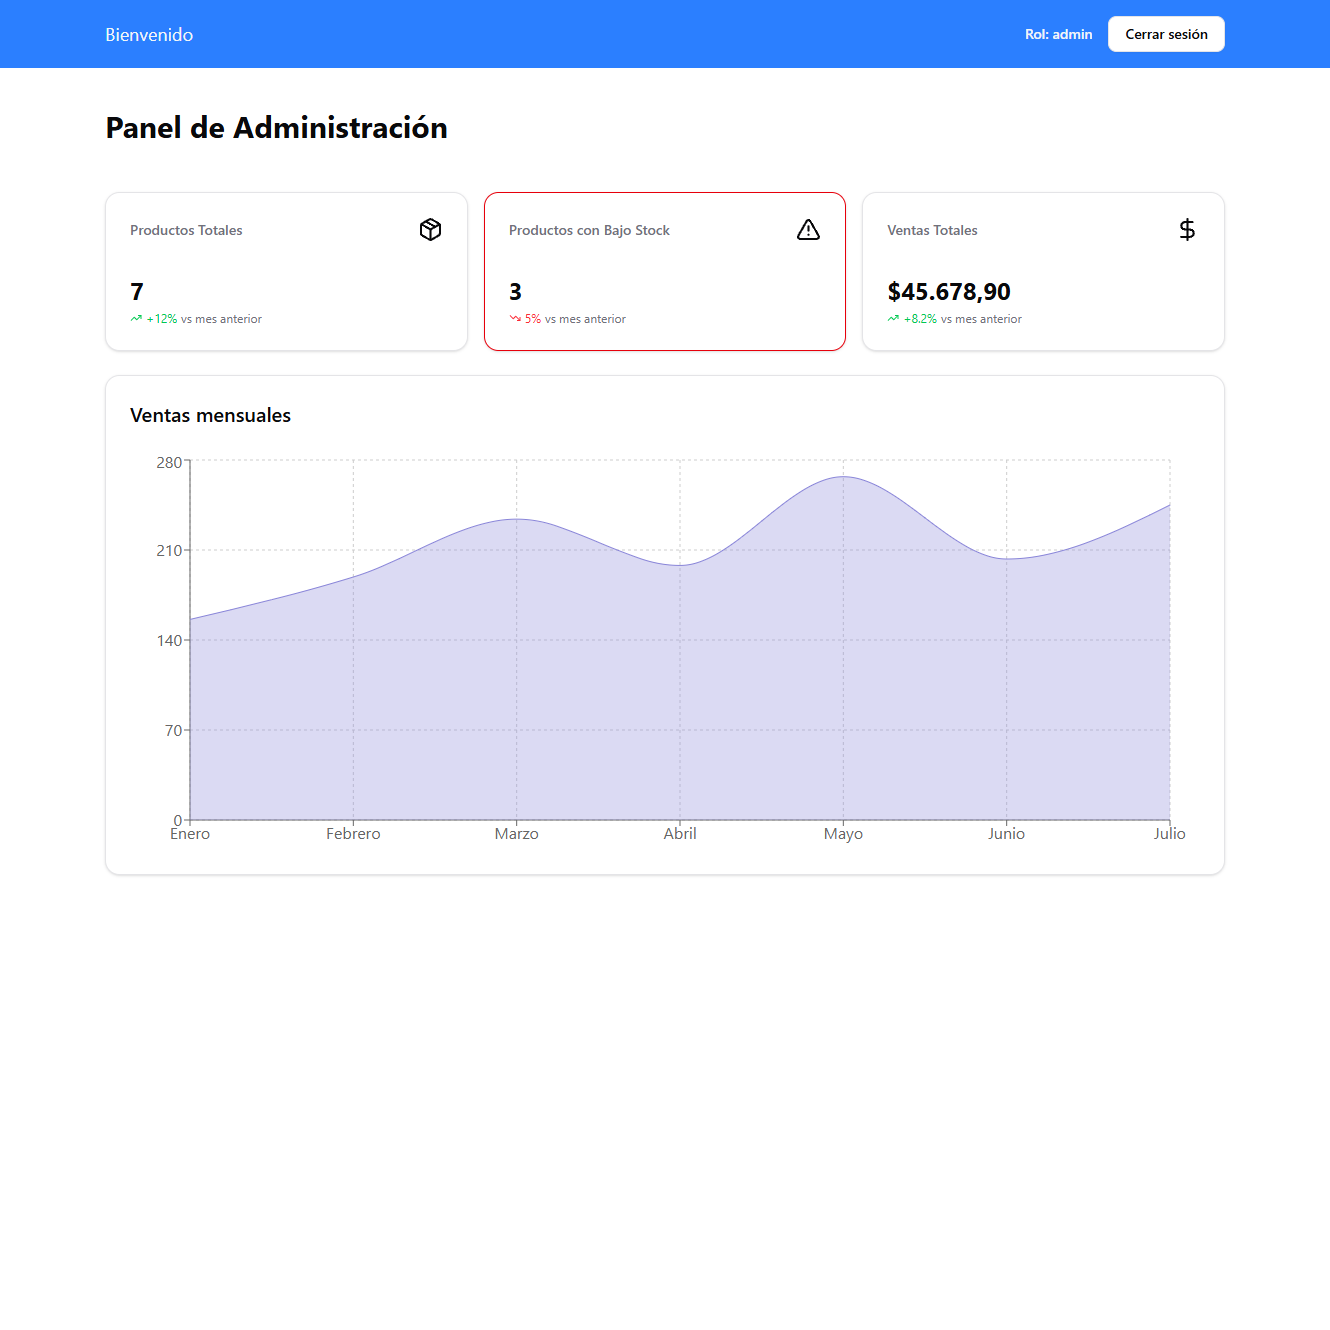 Bienvenido
Rol: admin
Cerrar sesión
Panel de Administración
Productos Totales
7
+12% vs mes anterior
Productos con Bajo Stock
3
5% vs mes anterior
Ventas Totales
$45.678,90
+8.2% vs mes anterior
Ventas mensuales
280
210
140
70
0
Enero Febrero Marzo Abril Mayo Junio Julio